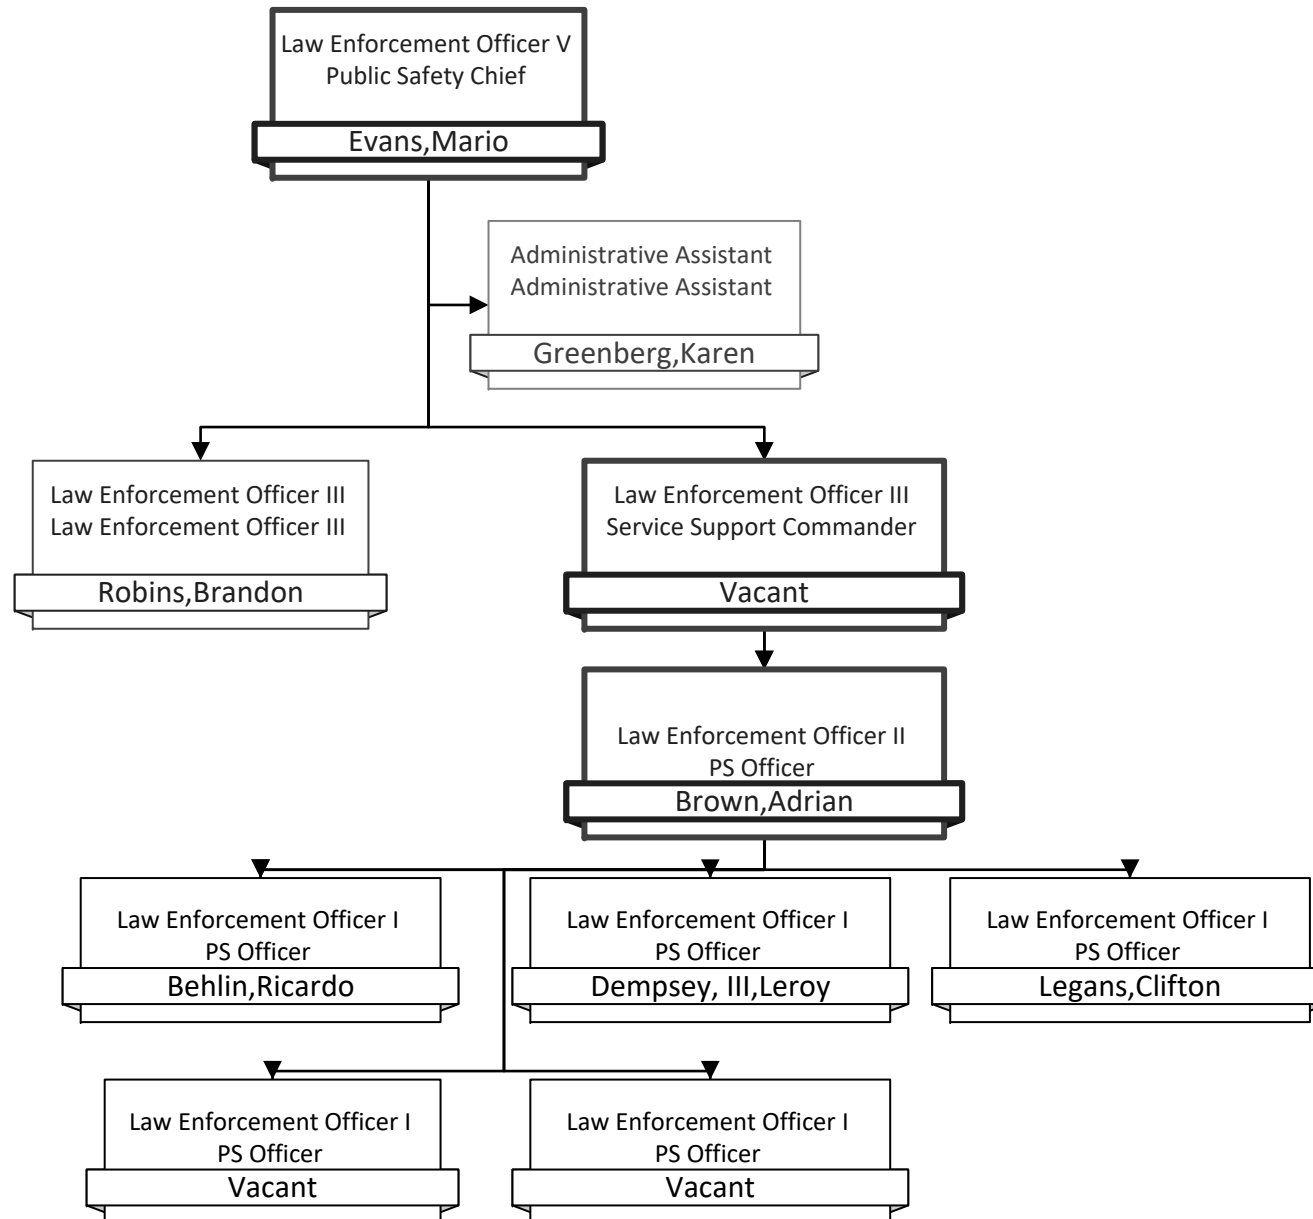 Law Enforcement Officer V
Public Safety Chief
Evans,Mario
Administrative Assistant
Administrative Assistant
Greenberg,Karen
Law Enforcement Officer III
Law Enforcement Officer III
Robins,Brandon
Law Enforcement Officer III
Service Support Commander
Vacant
Law Enforcement Officer II
PS Officer
Brown,Adrian
Law Enforcement Officer I
PS Officer
Behlin,Ricardo
Law Enforcement Officer I
PS Officer
Dempsey, III,Leroy
Law Enforcement Officer I
PS Officer
Legans,Clifton
Law Enforcement Officer I
PS Officer
Vacant
Law Enforcement Officer I
PS Officer
Vacant